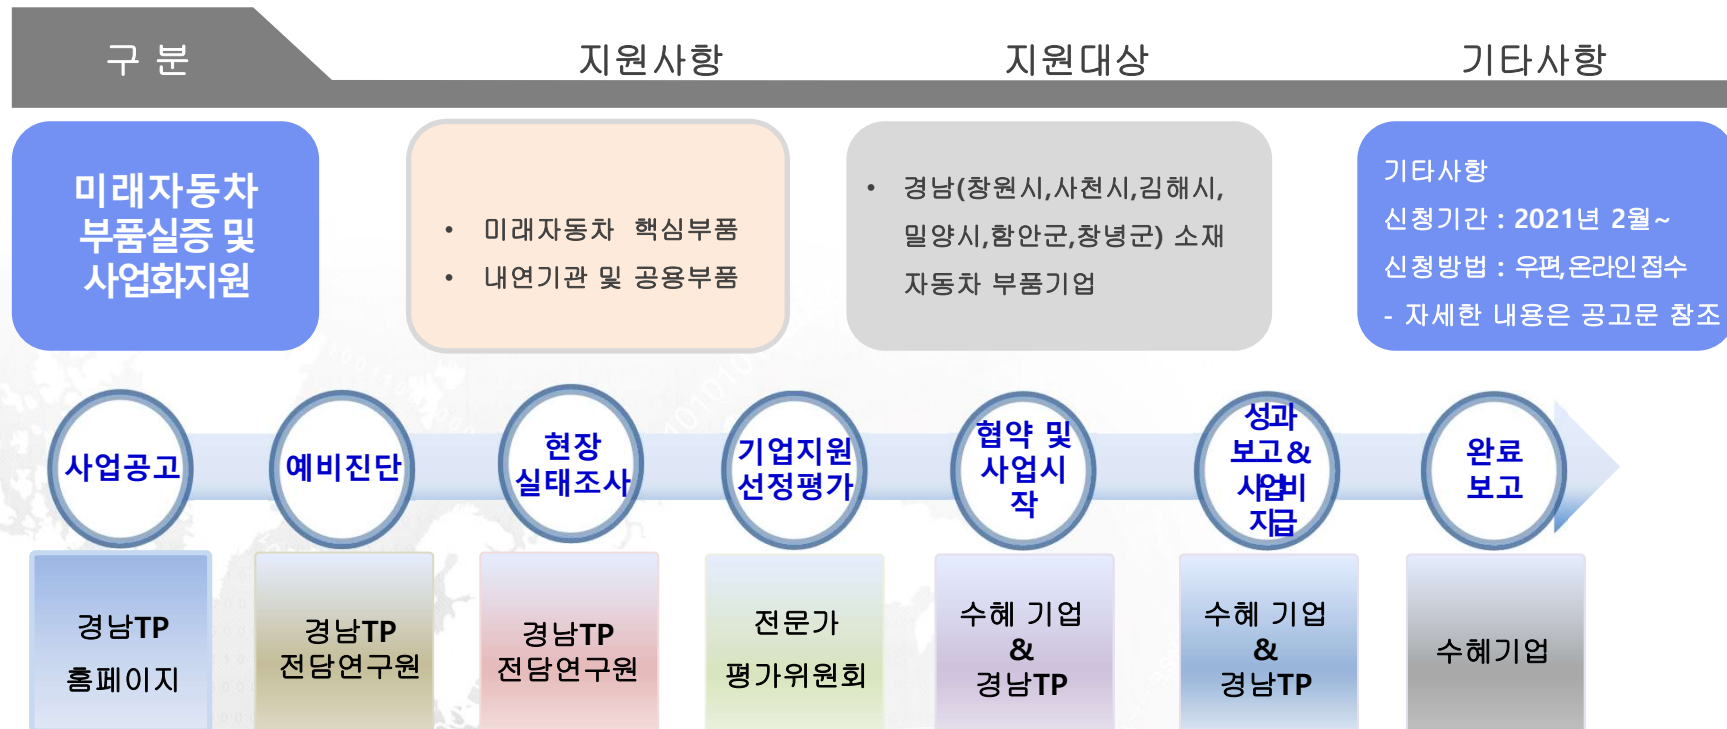 구 분
지원사항
지원대상
기타사항
미래자동차
부품실증 및
사업화지원
• 미래자동차 핵심부품
• 내연기관 및 공용부품
• 경남(창원시,사천시,김해시,
밀양시,함안군,창녕군) 소재
자동차 부품기업
기타사항
신청기간 : 2021년 2월~
신청방법 : 우편,온라인접수
- 자세한 내용은 공고문 참조
사업공고
예비진단
현장
실태조사
기업지원
선정평가
협약 및
사업시
작
성과
보고&
사업비
지급
완료
보고
경남TP
홈페이지
경남TP
전담연구원
경남TP
전담연구원
전문가
평가위원회
수혜 기업
&
경남TP
수혜 기업
&
경남TP
수혜기업